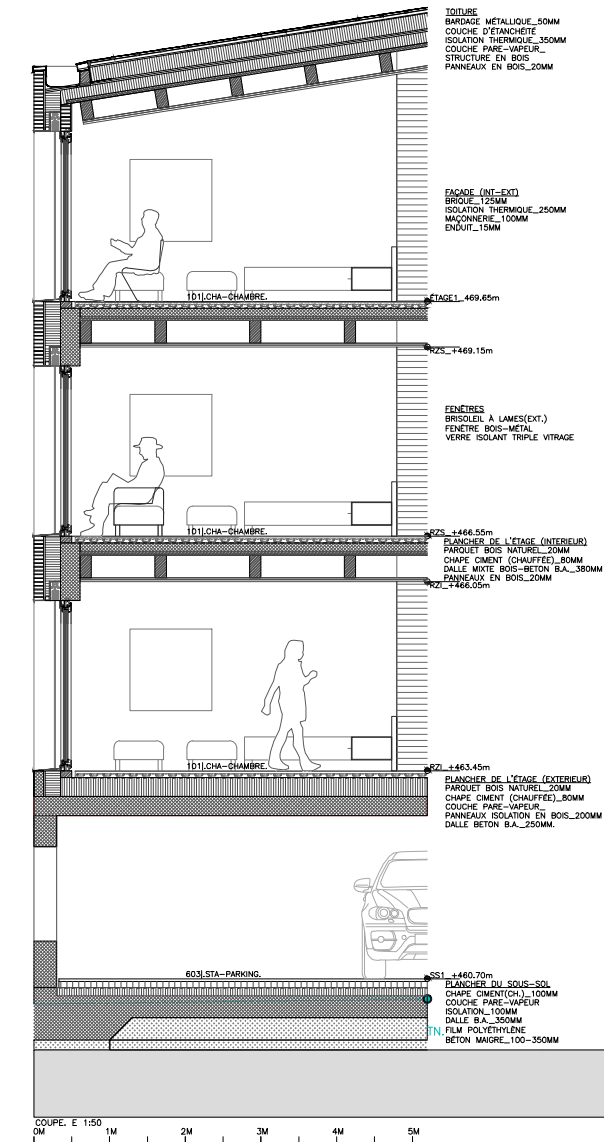 TOITURE
BARDAGE MÉTALLIQUE_50MM
COUCHE D'ÉTANCHÉITÉ
ISOLATION THERMIQUE_350MM
COUCHE PARE-VAPEUR_
STRUCTURE EN BOIS
PANNEAUX EN BOIS_20MM
FAÇADE (INT-EXT)
BRIQUE_125MM
ISOLATION THERMIQUE_250MM
MAÇONNERIE_100MM
ENDUIT_15MM
101|.CHA-CHAMBRE.
ÉTAGE1_469.65m
RZS_+469.15m
FENÊTRES
BRISOLEIL À LAMES(EXT.)
FENÊTRE BOIS-MÉTAL
VERRE ISOLANT TRIPLE VITRAGE
101|.CHA-CHAMBRE.
RZS_+466.55m
PLANCHER DE L'ÉTAGE (INTERIEUR)
PARQUET BOIS NATUREL_20MM
CHAPE CIMENT (CHAUFFÉE)_80MM
DALLE MIXTE BOIS-BETON B.A._380MM
PANNEAUX EN BOIS_20MM
RZI_+466.05m
101|.CHA-CHAMBRE.
RZI_+463.45m
PLANCHER DE L'ÉTAGE (EXTERIEUR)
PARQUET BOIS NATUREL_20MM
CHAPE CIMENT (CHAUFFÉE)_80MM
COUCHE PARE-VAPEUR_
PANNEAUX ISOLATION EN BOIS_200MM
DALLE BETON B.A._250MM.
603|.STA-PARKING.
SS1_+460.70m
PLANCHER DU SOUS-SOL
CHAPE CIMENT(CH.)_100MM
COUCHE PARE-VAPEUR
ISOLATION_100MM
DALLE B.A._350MM
TN. FILM POLYÉTHYLÈNE
BÉTON MAIGRE_100-350MM
COUPE. E 1:50
0M 1M 2M 3M 4M 5M